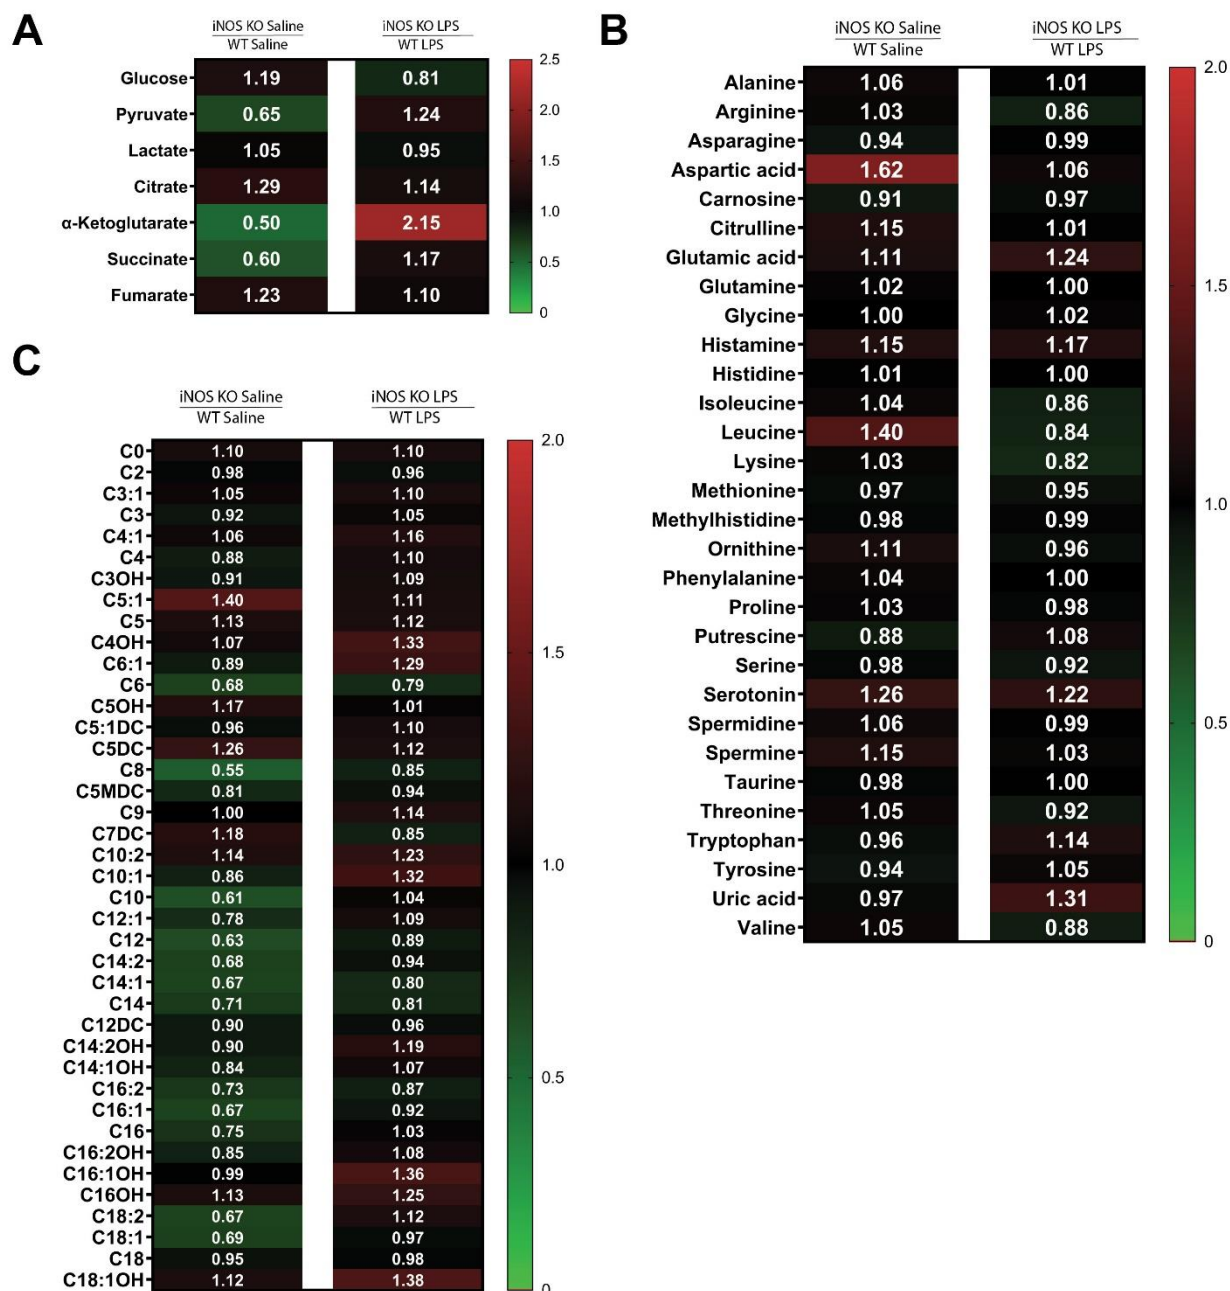 A
iNOS KO Saline
WT Saline
iNOS KO LPS
WT LPS
Glucose 1.19 0.81
Pyruvate 0.65 1.24
Lactate 1.05 0.95
Citrate 1.29 1.14
α-Ketoglutarate 0.50 2.15
Succinate 0.60 1.17
Fumarate 1.23 1.10
2.5
2.0
1.5
1.0
0.5
0
B
iNOS KO Saline
WT Saline
iNOS KO LPS
WT LPS
Alanine 1.06 1.01
Arginine 1.03 0.86
Asparagine 0.94 0.99
Aspartic acid 1.62 1.06
Carnosine 0.91 0.97
Citrulline 1.15 1.01
Glutamic acid 1.11 1.24
Glutamine 1.02 1.00
Glycine 1.00 1.02
Histamine 1.15 1.17
Histidine 1.01 1.00
Isoleucine 1.04 0.86
Leucine 1.40 0.84
Lysine 1.03 0.82
Methionine 0.97 0.95
Methylhistidine 0.98 0.99
Ornithine 1.11 0.96
Phenylalanine 1.04 1.00
Proline 1.03 0.98
Putrescine 0.88 1.08
Serine 0.98 0.92
Serotonin 1.26 1.22
Spermidine 1.06 0.99
Spermine 1.15 1.03
Taurine 0.98 1.00
Threonine 1.05 0.92
Tryptophan 0.96 1.14
Tyrosine 0.94 1.05
Uric acid 0.97 1.31
Valine 1.05 0.88
2.0
1.5
1.0
0.5
0
C
iNOS KO Saline
WT Saline
iNOS KO LPS
WT LPS
C0 1.10 1.10
C2 0.98 0.96
C3:1 1.05 1.10
C3 0.92 1.05
C4:1 1.06 1.16
C4 0.88 1.10
C3OH 0.91 1.09
C5:1 1.40 1.11
C5 1.13 1.12
C4OH 1.07 1.33
C6:1 0.89 1.29
C6 0.68 0.79
C5OH 1.17 1.01
C5:1DC 0.96 1.10
C5DC 1.26 1.12
C8 0.55 0.85
C5MDC 0.81 0.94
C9 1.00 1.14
C7DC 1.18 0.85
C10:2 1.14 1.23
C10:1 0.86 1.32
C10 0.61 1.04
C12:1 0.78 1.09
C12 0.63 0.89
C14:2 0.68 0.94
C14:1 0.67 0.80
C14 0.71 0.81
C12DC 0.90 0.96
C14:2OH 0.90 1.19
C14:1OH 0.84 1.07
C16:2 0.73 0.87
C16:1 0.67 0.92
C16 0.75 1.03
C16:2OH 0.85 1.08
C16:1OH 0.99 1.36
C16OH 1.13 1.25
C18:2 0.67 1.12
C18:1 0.69 0.97
C18 0.95 0.98
C18:1OH 1.12 1.38
2.0
1.5
1.0
0.5
0